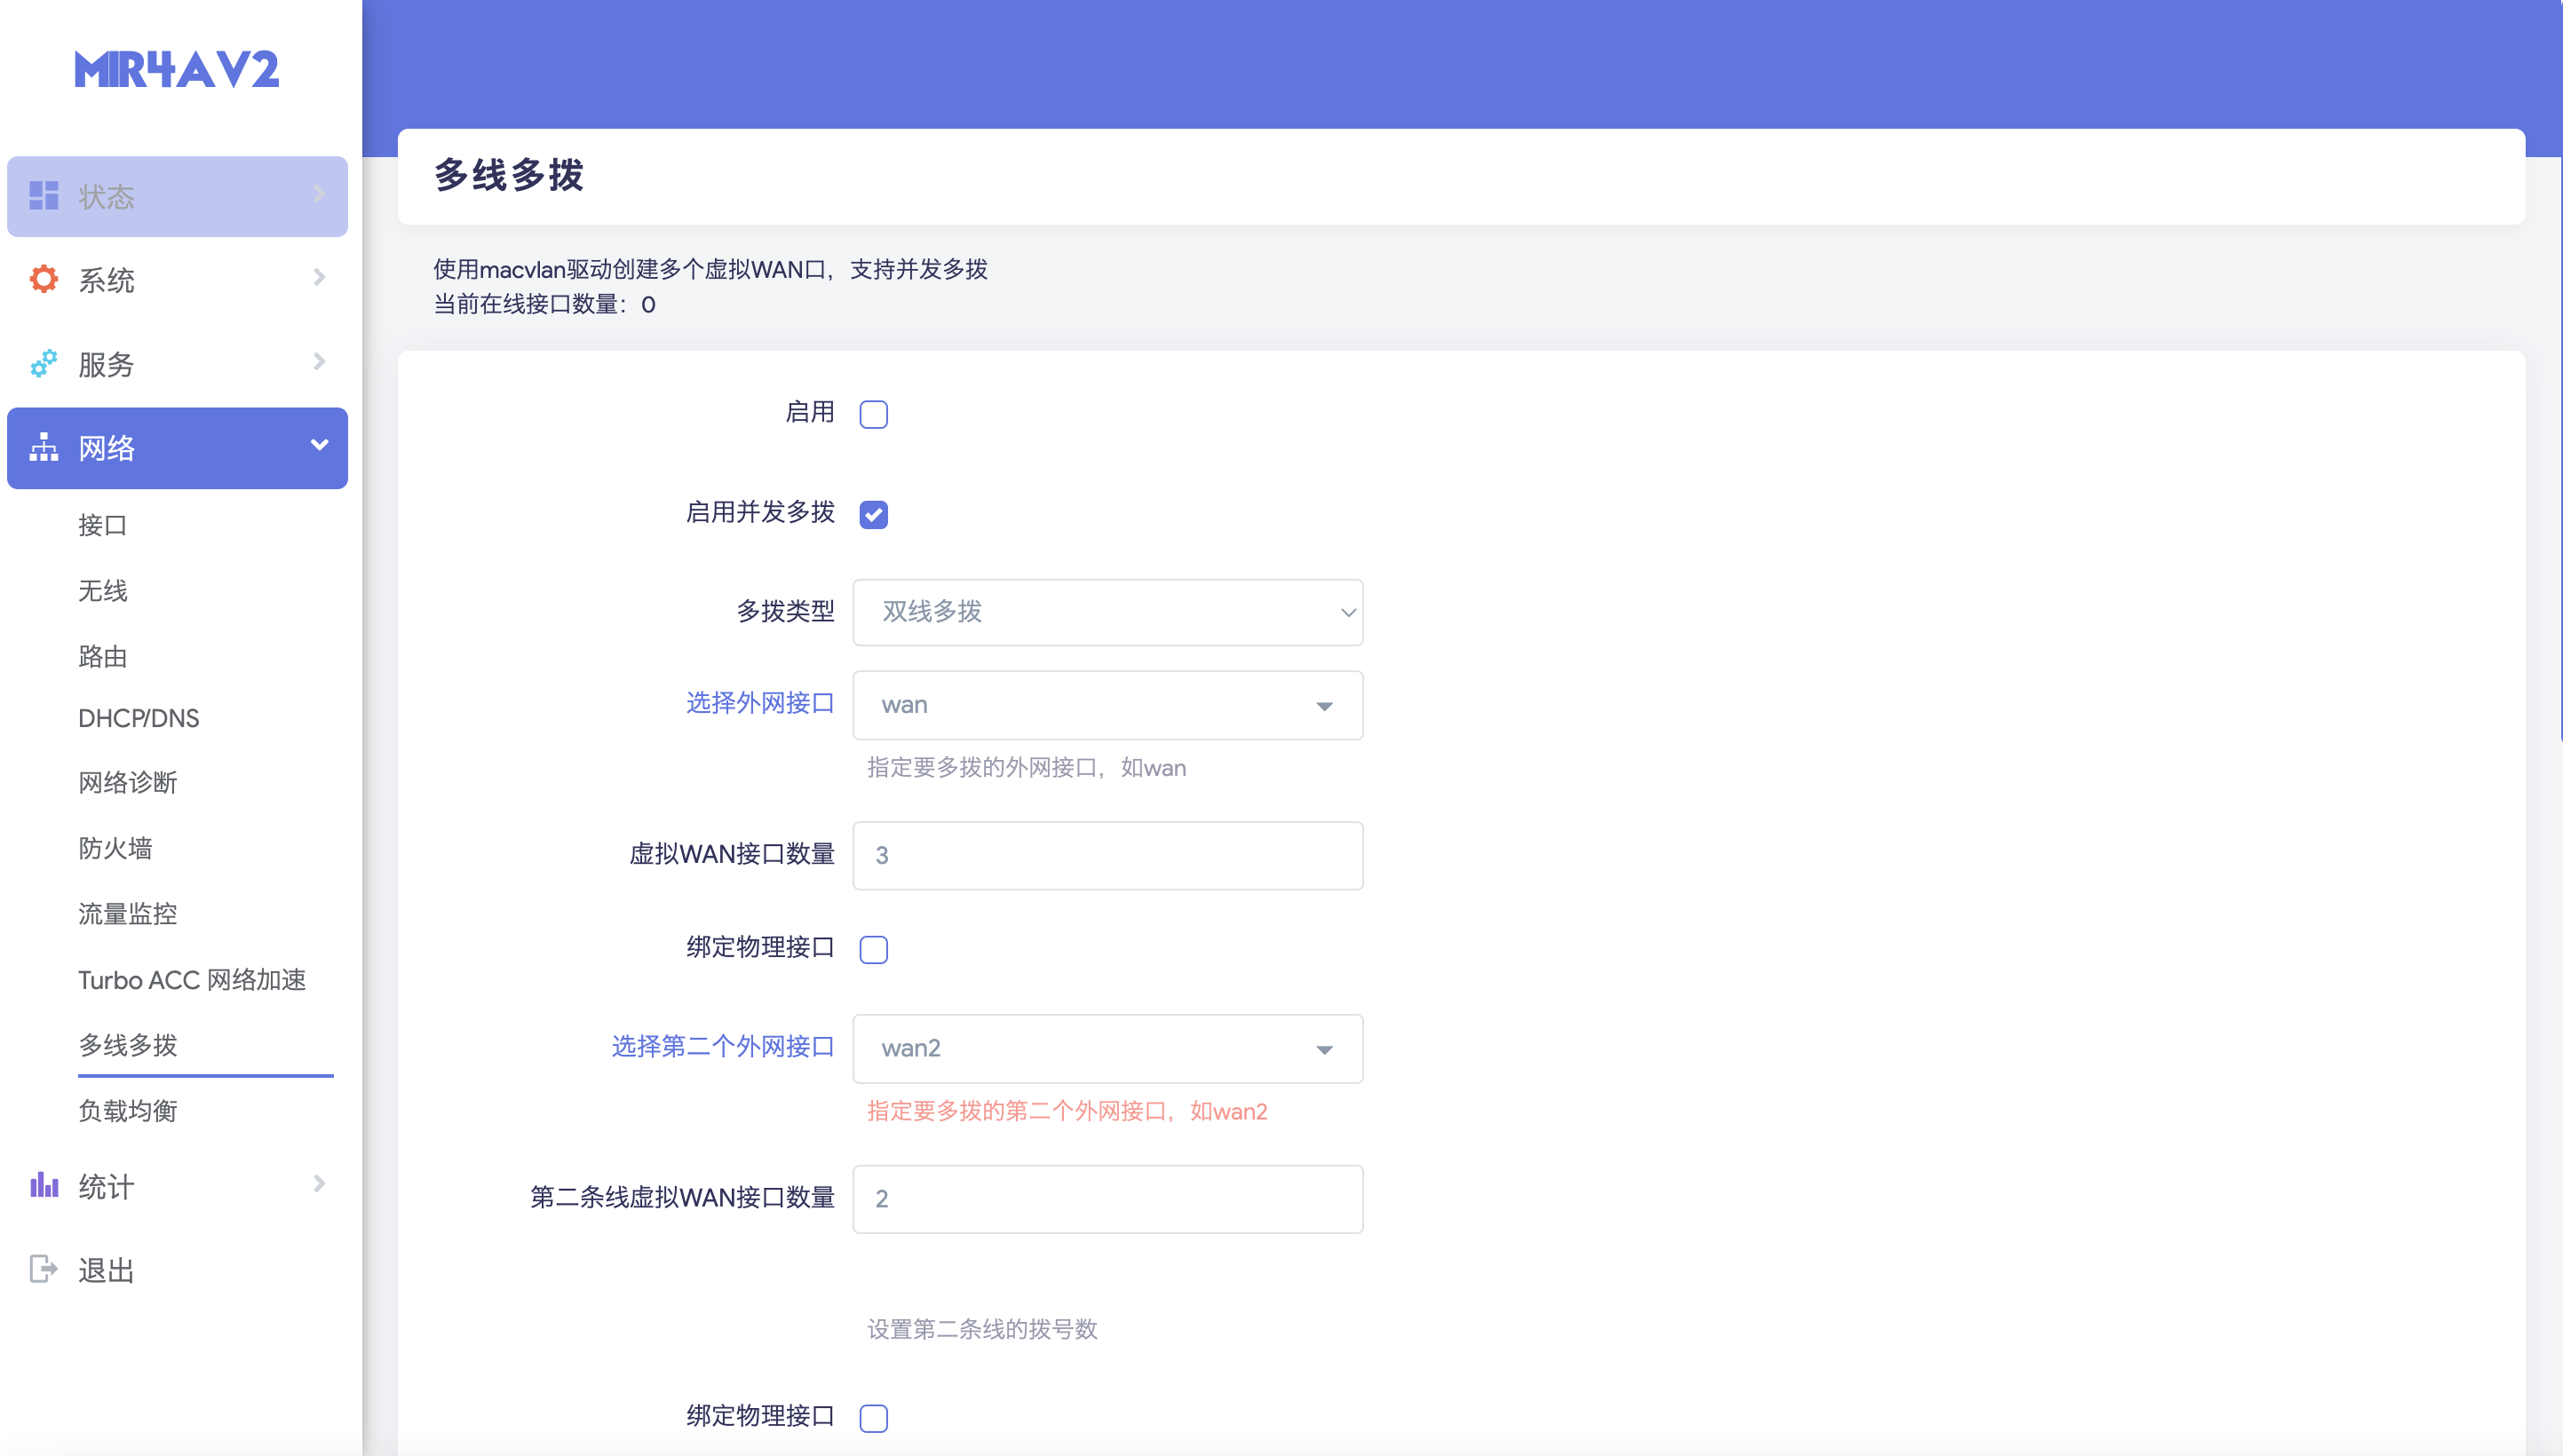 MIR4AV2
状态
系统
服务
网络
接口
无线
路由
DHCP/DNS
网络诊断
防火墙
流量监控
Turbo ACC 网络加速
多线多拨
负载均衡
统计
退出
多线多拨
使用macvlan驱动创建多个虚拟WAN口，支持并发多拨
当前在线接口数量：0
启用
启用并发多拨
多拨类型 双线多拨
选择外网接口 wan
指定要多拨的外网接口，如wan
虚拟WAN接口数量 3
绑定物理接口
选择第二个外网接口 wan2
指定要多拨的第二个外网接口，如wan2
第二条线虚拟WAN接口数量 2
设置第二条线的拨号数
绑定物理接口